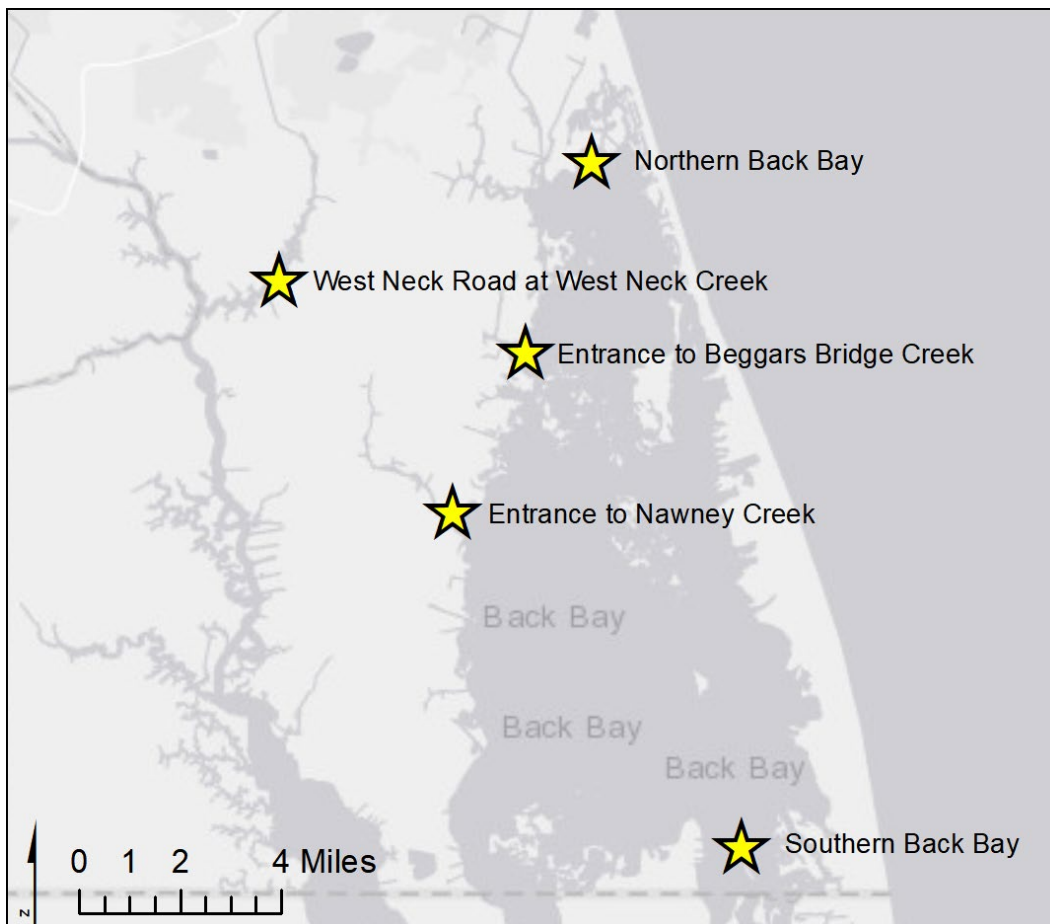 Northern Back Bay
West Neck Road at West Neck Creek
Entrance to Beggars Bridge Creek
Entrance to Nawney Creek
Back Bay
Back Bay
Back Bay
Southern Back Bay
0 1 2 4 Miles
N